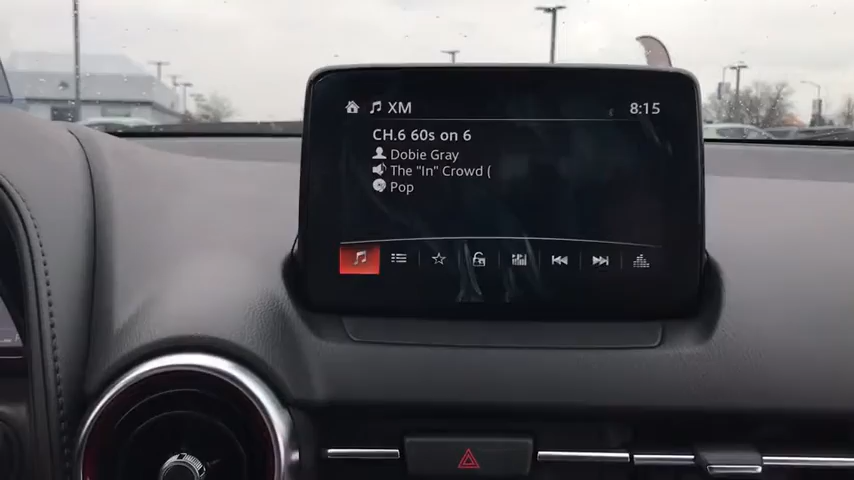 XM 8:15
CH.6 60s on 6
Dobie Gray
The "In" Crowd (
Pop